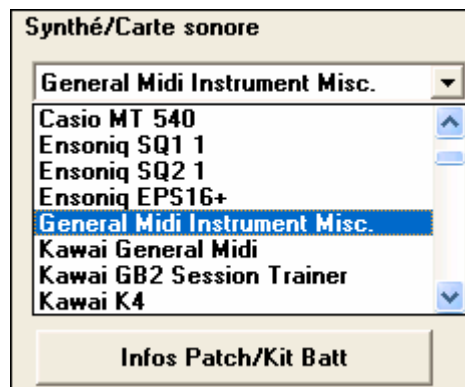 Synthé/Carte sonore
General Midi Instrument Misc.
Casio MT 540
Ensoniq SQ1 1
Ensoniq SQ2 1
Ensoniq EPS16+
General Midi Instrument Misc.
Kawai General Midi
Kawai GB2 Session Trainer
Kawai K4
Infos Patch/Kit Batt